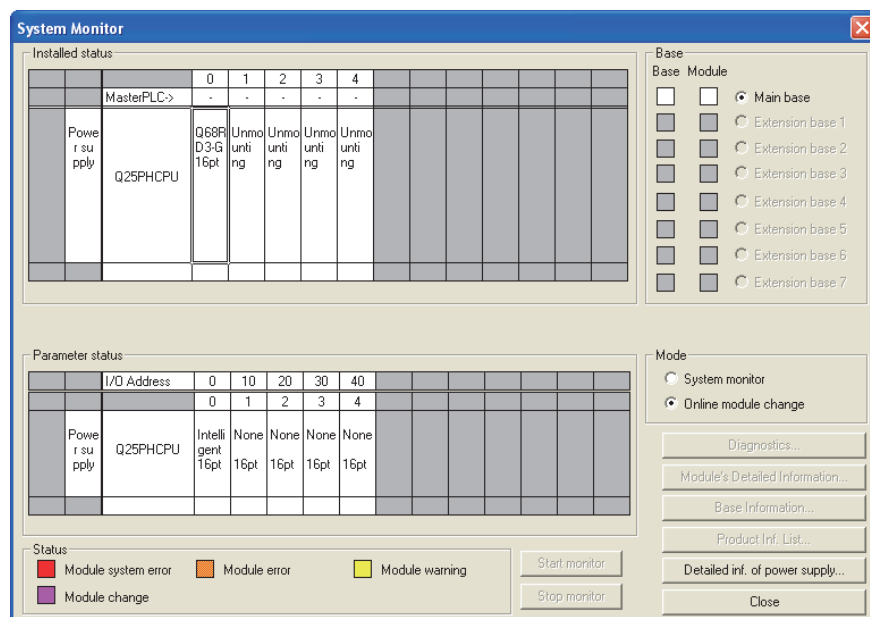 System Monitor
Installed status
0 1 2 3 4
MasterPLC-> - - - - -
Powe
r su
pply
Q25PHCPU
Q68R
D3-G
16pt
Unmo
unti
ng
Unmo
unti
ng
Unmo
unti
ng
Unmo
unti
ng
Base
Base Module
Main base
Extension base 1
Extension base 2
Extension base 3
Extension base 4
Extension base 5
Extension base 6
Extension base 7
Parameter status
I/O Address 0 10 20 30 40
0 1 2 3 4
Powe
r su
pply
Q25PHCPU
Intelli
gent
16pt
None
16pt
None
16pt
None
16pt
None
16pt
Mode
System monitor
Online module change
Diagnostics...
Module's Detailed Information...
Base Information...
Product Inf. List...
Detailed inf. of power supply...
Close
Status
Module system error
Module error
Module warning
Module change
Start monitor
Stop monitor